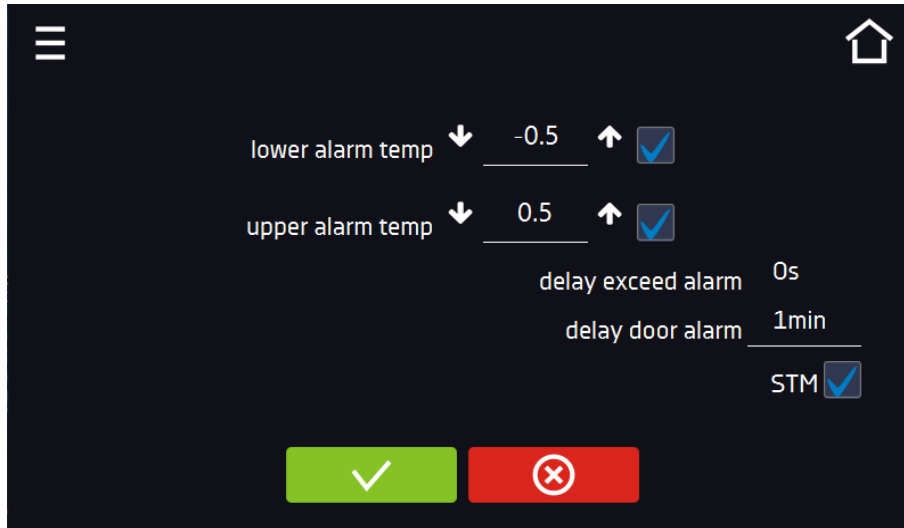 lower alarm temp -0.5
upper alarm temp 0.5
delay exceed alarm 0s
delay door alarm 1min
STM